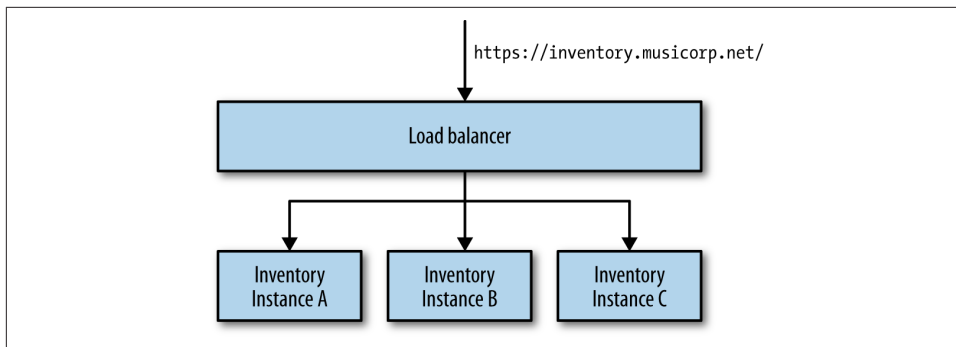 https://inventory.musicorp.net/
Load balancer
Inventory
Instance A
Inventory
Instance B
Inventory
Instance C